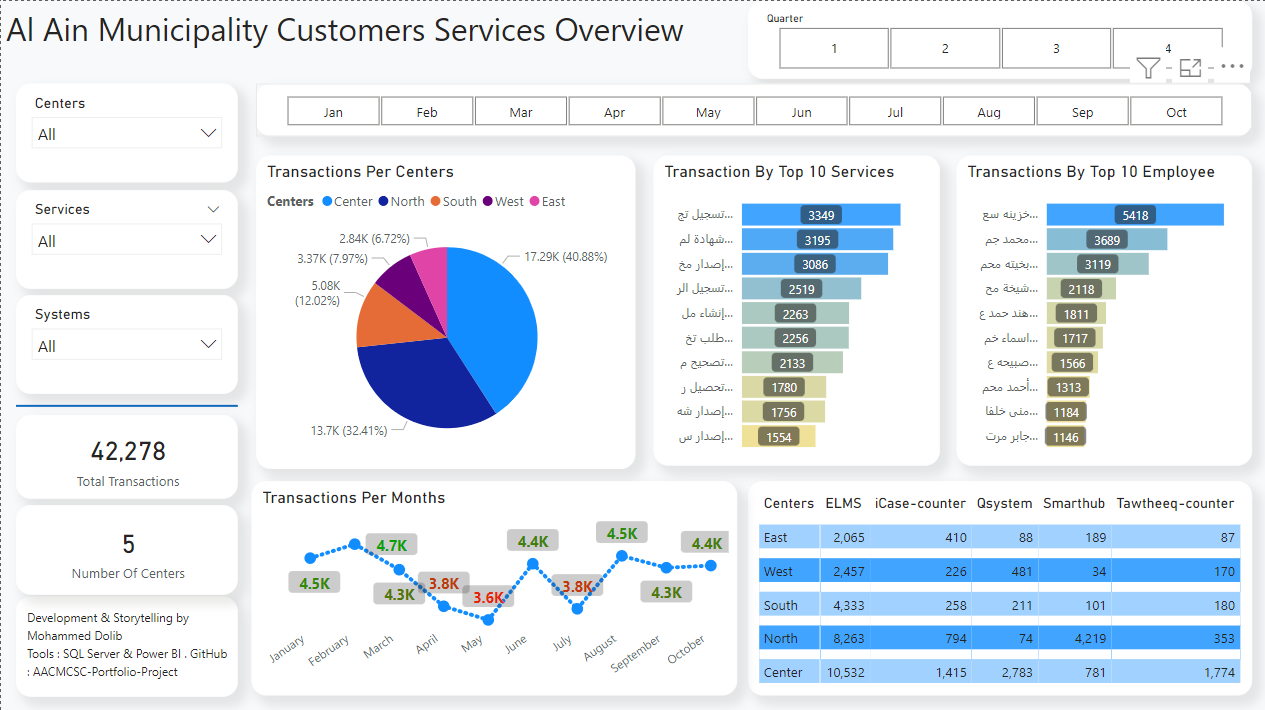 Al Ain Municipality Customers Services Overview
Quarter
1 2 3 4
Centers
All
Services
All
Systems
All
42,278
Total Transactions
5
Number Of Centers
Development & Storytelling by
Mohammed Dolib
Tools : SQL Server & Power BI . GitHub
: AACMCSC-Portfolio-Project
Jan Feb Mar Apr May Jun Jul Aug Sep Oct
Transactions Per Centers
Centers Center North South West East
2.84K (6.72%)
3.37K (7.97%)
5.08K
(12.02%)
13.7K (32.41%)
17.29K (40.88%)
Transaction By Top 10 Services
تسجيل تج... 3349
شهادة لم... 3195
إصدار مخ... 3086
تسجيل الر... 2519
إنشاء مل... 2263
طلب تخ... 2256
تصحيح م... 2133
تحصيل ر... 1780
إصدار شه... 1756
إصدار س... 1554
Transactions By Top 10 Employee
خزينه سع... 5418
محمد جم... 3689
بخيته محم... 3119
شيخة مح... 2118
هند حمد ع... 1811
اسماء خم... 1717
صبيحه ع... 1566
أحمد محم... 1313
منى خلفا... 1184
جابر مرت... 1146
Transactions Per Months
4.5K 4.7K 4.3K 3.8K 3.6K 4.4K 3.8K 4.5K 4.3K 4.4K
January February March April May June July August September October
Centers ELMS iCase-counter Qsystem Smarthub Tawtheeq-counter
East 2,065 410 88 189 87
West 2,457 226 481 34 170
South 4,333 258 211 101 180
North 8,263 794 74 4,219 353
Center 10,532 1,415 2,783 781 1,774